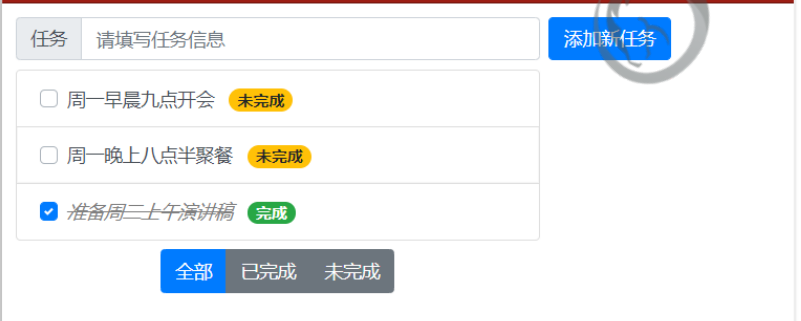 任务 请填写任务信息 添加新任务
周一早晨九点开会 未完成
周一晚上八点半聚餐 未完成
准备周三上午演讲稿 完成
全部 已完成 未完成